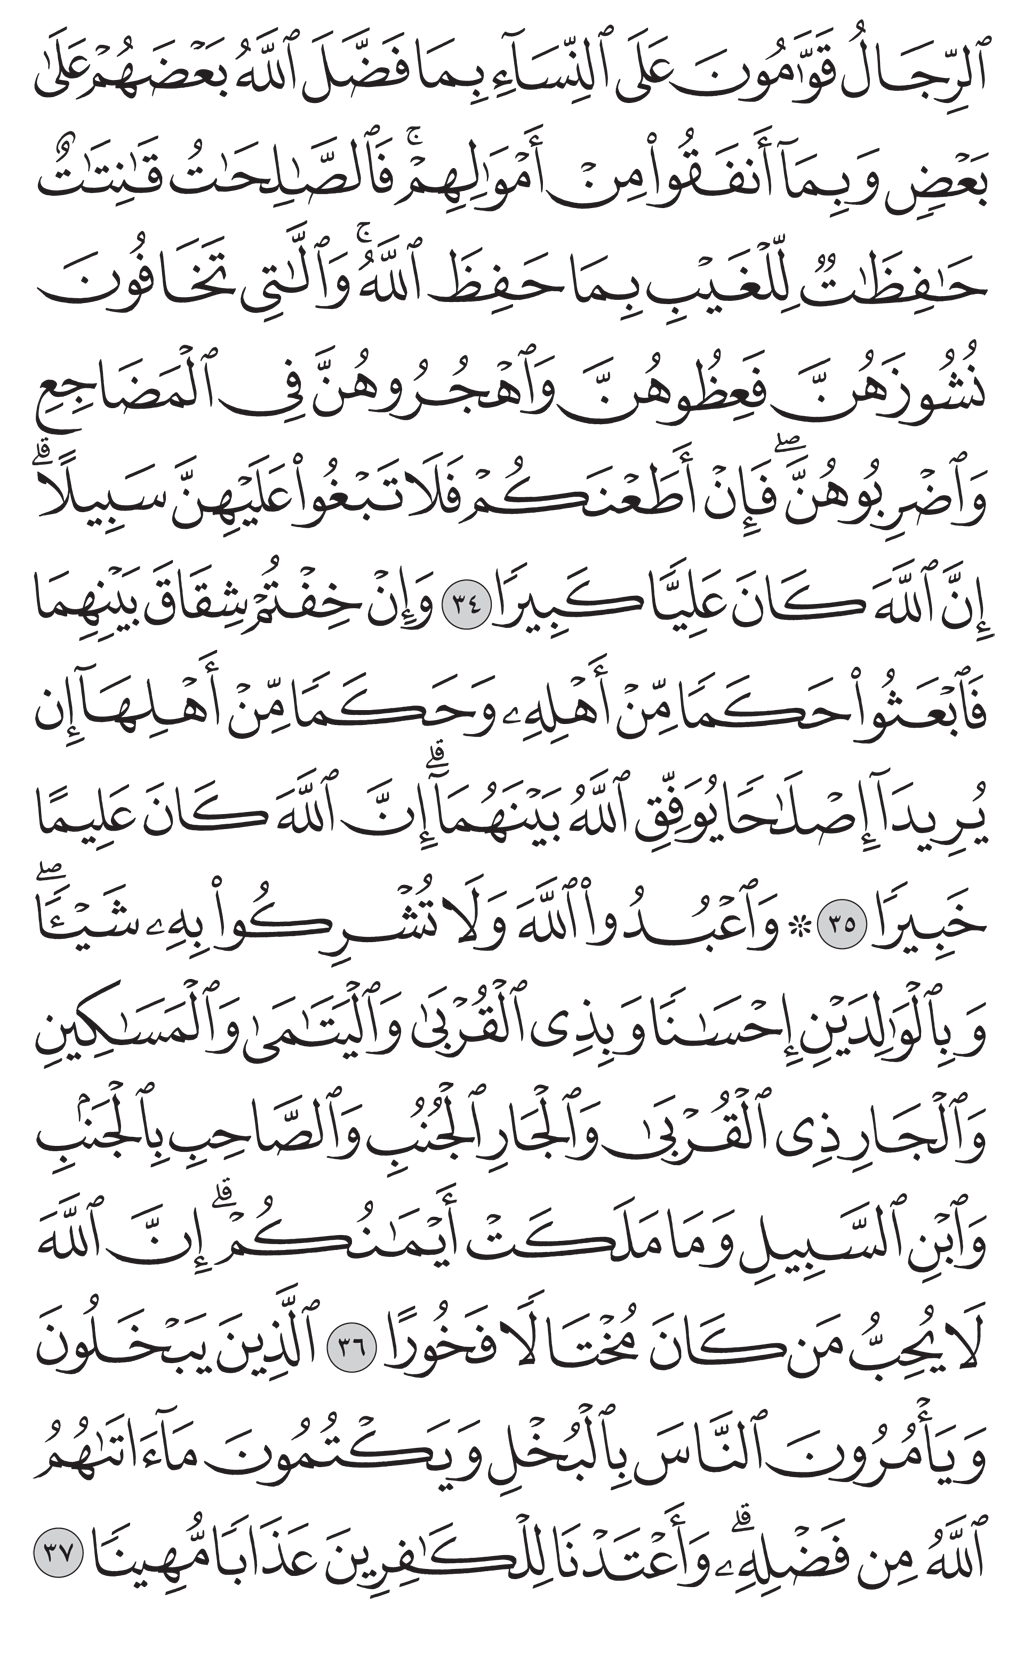 ٱلرِّجَالُ قَوَّٰمُونَ عَلَى ٱلنِّسَآءِ بِمَا فَضَّلَ ٱللَّهُ بَعْضَهُمْ عَلَىٰ
بَعْضٍ وَبِمَآ أَنفَقُوا۟ مِنْ أَمْوَٰلِهِمْ ۚ فَٱلصَّٰلِحَٰتُ قَٰنِتَٰتٌ
حَٰفِظَٰتٌ لِّلْغَيْبِ بِمَا حَفِظَ ٱللَّهُ ۚ وَٱلَّٰتِى تَخَافُونَ
نُشُوزَهُنَّ فَعِظُوهُنَّ وَٱهْجُرُوهُنَّ فِى ٱلْمَضَاجِعِ
وَٱضْرِبُوهُنَّ ۖ فَإِنْ أَطَعْنَكُمْ فَلَا تَبْغُوا۟ عَلَيْهِنَّ سَبِيلًا ۗ
إِنَّ ٱللَّهَ كَانَ عَلِيًّا كَبِيرًا ٣٤ وَإِنْ خِفْتُمْ شِقَاقَ بَيْنِهِمَا
فَٱبْعَثُوا۟ حَكَمًا مِّنْ أَهْلِهِۦ وَحَكَمًا مِّنْ أَهْلِهَآ إِن
يُرِيدَآ إِصْلَٰحًا يُوَفِّقِ ٱللَّهُ بَيْنَهُمَآ ۗ إِنَّ ٱللَّهَ كَانَ عَلِيمًا
خَبِيرًا ٣٥ ۞ وَٱعْبُدُوا۟ ٱللَّهَ وَلَا تُشْرِكُوا۟ بِهِۦ شَيْـًٔا ۖ
وَبِٱلْوَٰلِدَيْنِ إِحْسَٰنًا وَبِذِى ٱلْقُرْبَىٰ وَٱلْيَتَٰمَىٰ وَٱلْمَسَٰكِينِ
وَٱلْجَارِ ذِى ٱلْقُرْبَىٰ وَٱلْجَارِ ٱلْجُنُبِ وَٱلصَّاحِبِ بِٱلْجَنۢبِ
وَٱبْنِ ٱلسَّبِيلِ وَمَا مَلَكَتْ أَيْمَٰنُكُمْ ۗ إِنَّ ٱللَّهَ
لَا يُحِبُّ مَن كَانَ مُخْتَالًا فَخُورًا ٣٦ ٱلَّذِينَ يَبْخَلُونَ
وَيَأْمُرُونَ ٱلنَّاسَ بِٱلْبُخْلِ وَيَكْتُمُونَ مَآ ءَاتَىٰهُمُ
ٱللَّهُ مِن فَضْلِهِۦ ۗ وَأَعْتَدْنَا لِلْكَٰفِرِينَ عَذَابًا مُّهِينًا ٣٧